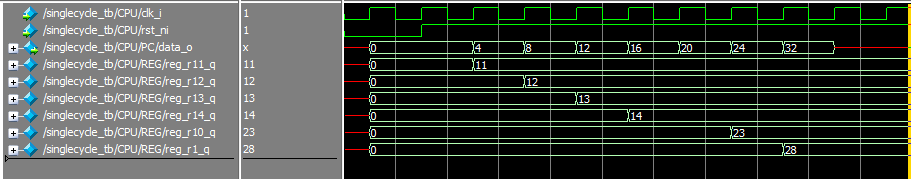 /singlecycle_tb/CPU/clk_i 1
/singlecycle_tb/CPU/rst_ni 1
/singlecycle_tb/CPU/PC/data_o x 0 4 8 12 16 20 24 32
/singlecycle_tb/CPU/REG/reg_r11_q 11 0 11
/singlecycle_tb/CPU/REG/reg_r12_q 12 0 12
/singlecycle_tb/CPU/REG/reg_r13_q 13 0 13
/singlecycle_tb/CPU/REG/reg_r14_q 14 0 14
/singlecycle_tb/CPU/REG/reg_r10_q 23 0 23
/singlecycle_tb/CPU/REG/reg_r1_q 28 0 28